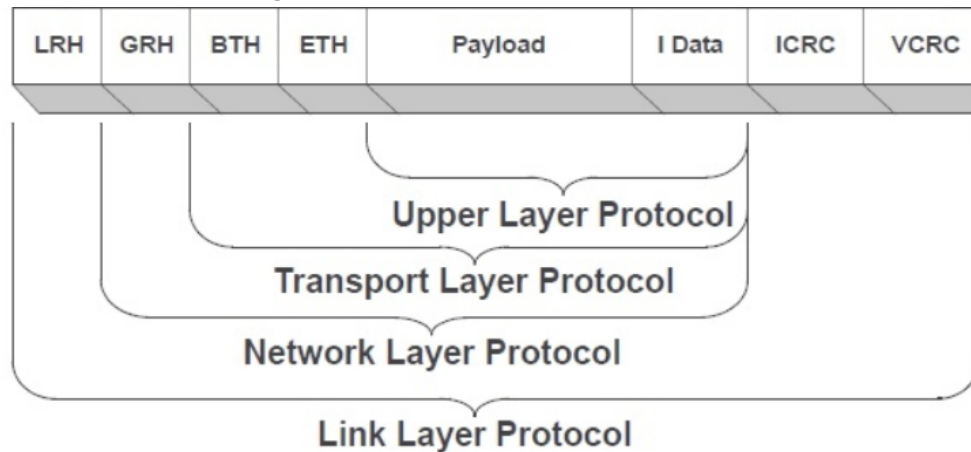 LRH GRH BTH ETH Payload I Data ICRC VCRC
Upper Layer Protocol
Transport Layer Protocol
Network Layer Protocol
Link Layer Protocol